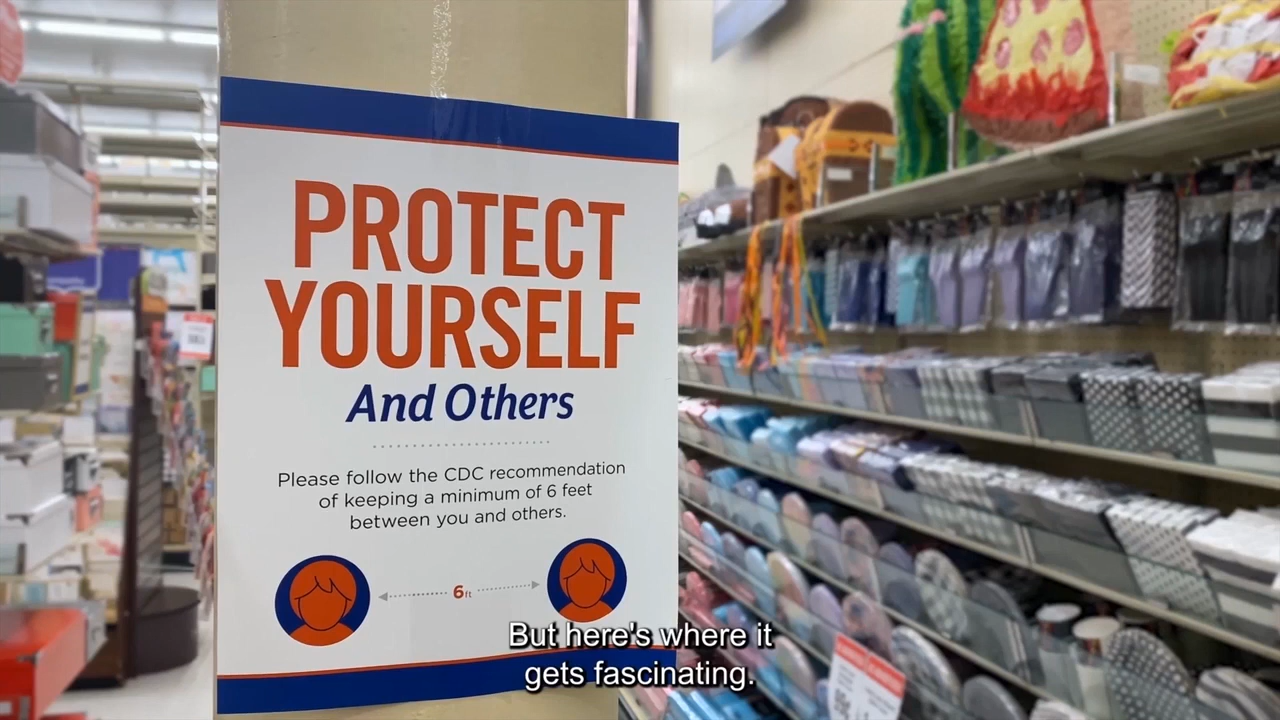 PROTECT
YOURSELF
And Others
Please follow the CDC recommendation
of keeping a minimum of 6 feet
between you and others.
6ft
But here's where it
gets fascinating.